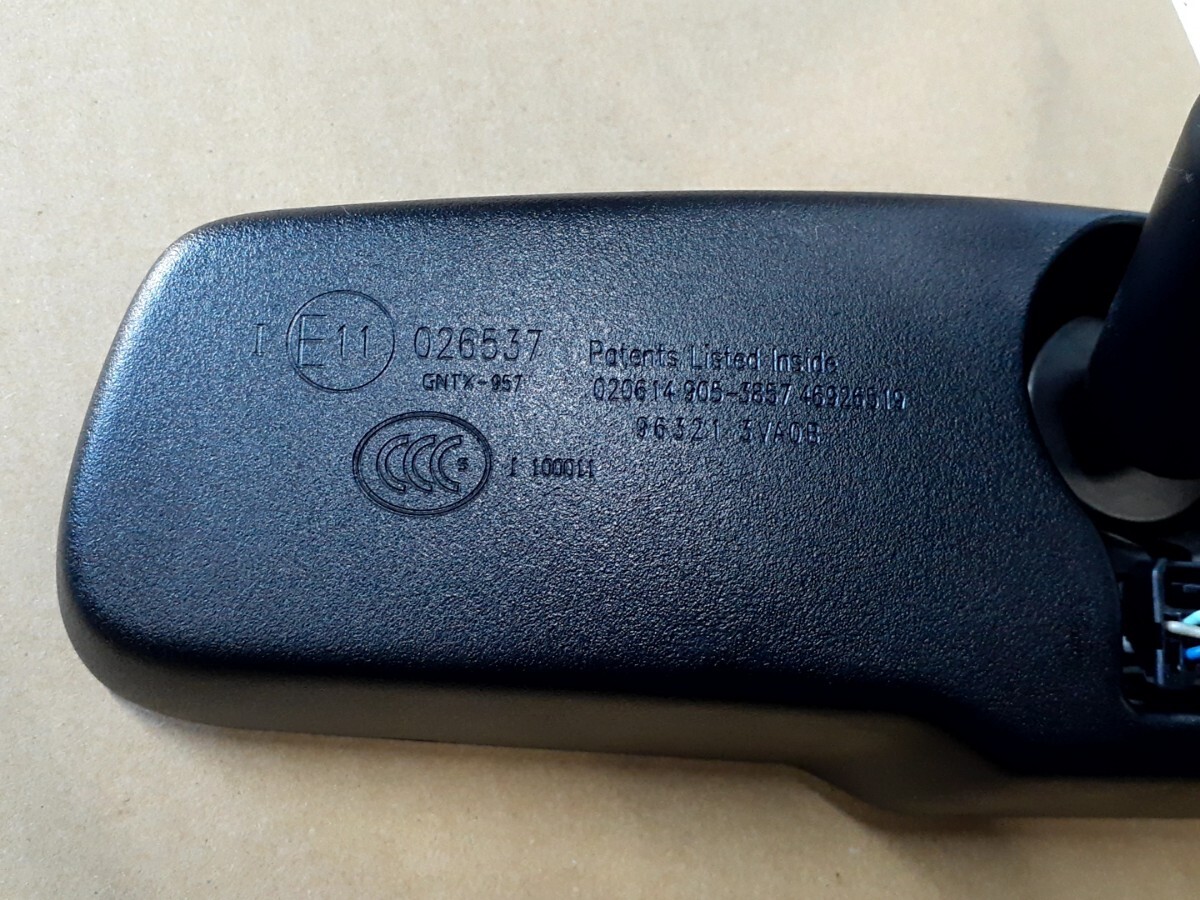 I E11 026537
GNTX-957
CCC S I 100011
Patents Listed Inside
020614 905-3857 46926519
96321 3VA0B